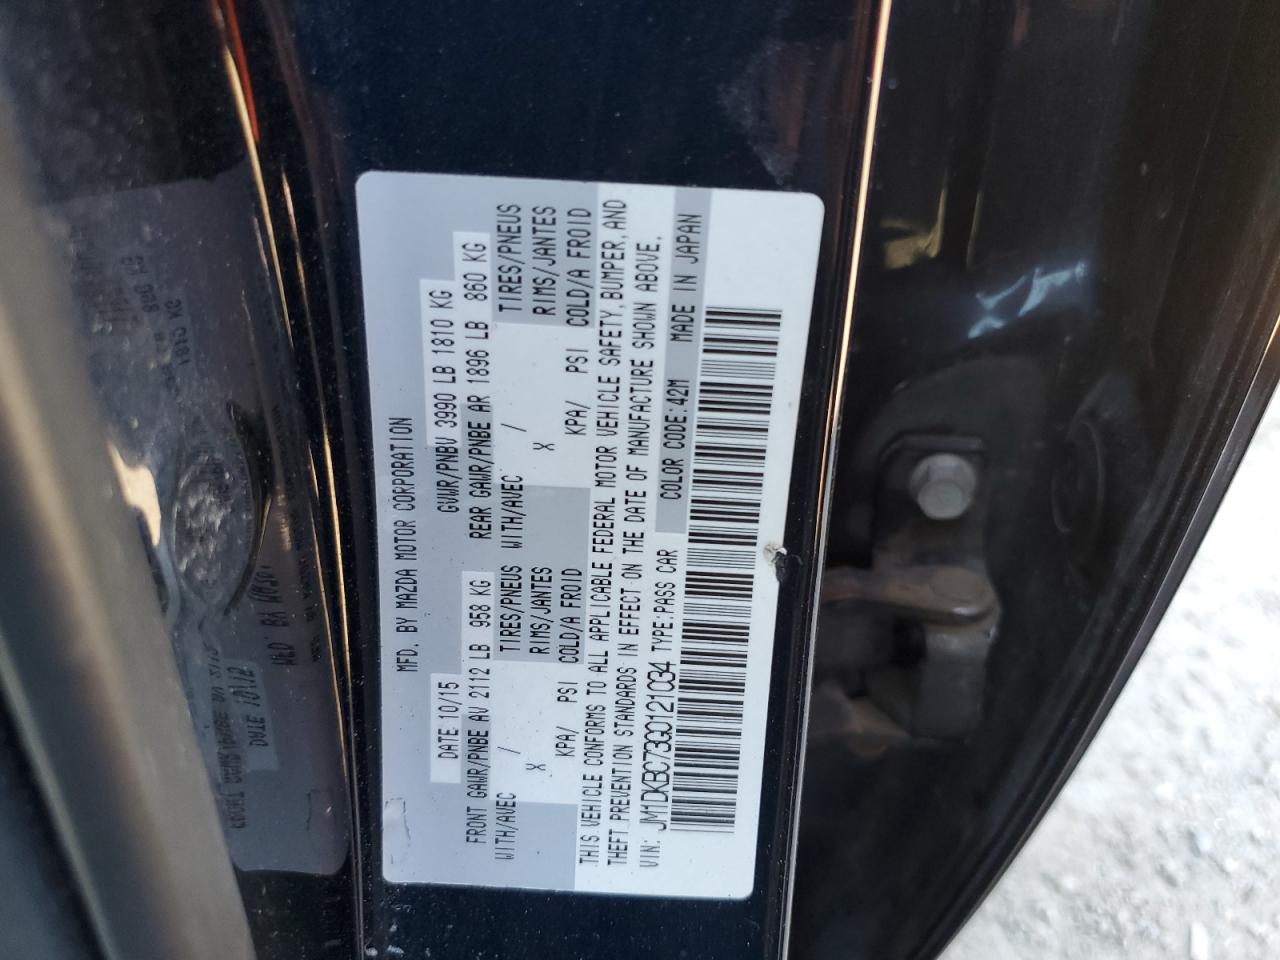 MFD. BY MAZDA MOTOR CORPORATION
DATE 10/15 GVWR/PNBV 3990 LB 1810 KG
FRONT GAWR/PNBE AV 2112 LB 958 KG REAR GAWR/PNBE AR 1896 LB 860 KG
WITH/AVEC / TIRES/PNEUS WITH/AVEC / TIRES/PNEUS
X RIMS/JANTES X RIMS/JANTES
KPA/ PSI COLD/A FROID KPA/ PSI COLD/A FROID
THIS VEHICLE CONFORMS TO ALL APPLICABLE FEDERAL MOTOR VEHICLE SAFETY, BUMPER, AND
THEFT PREVENTION STANDARDS IN EFFECT ON THE DATE OF MANUFACTURE SHOWN ABOVE.
VIN: JM1DKBC73G0121034 TYPE:PASS CAR COLOR CODE:42M MADE IN JAPAN